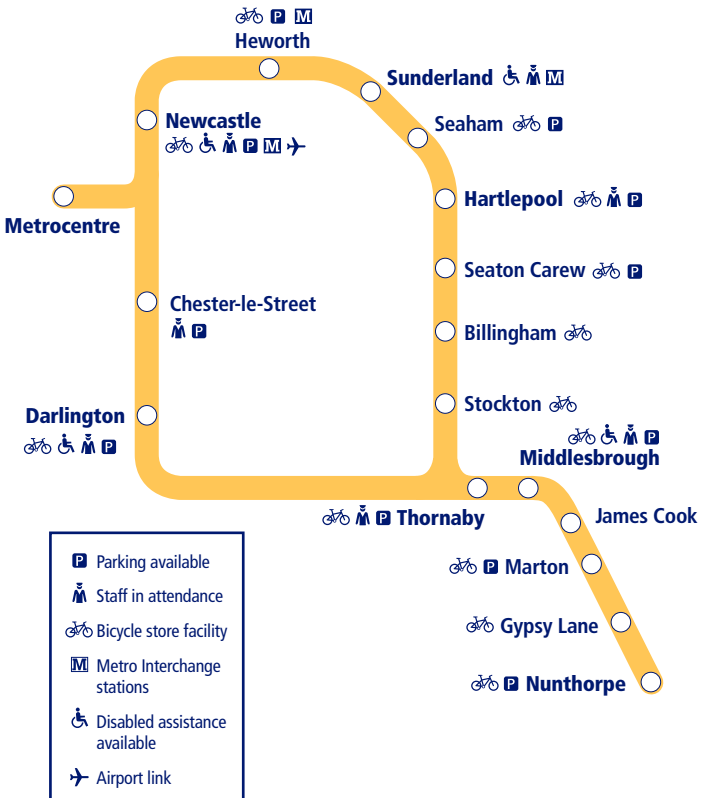 Heworth
Sunderland
Newcastle
Seaham
Hartlepool
Metrocentre
Seaton Carew
Chester-le-Street
Billingham
Stockton
Darlington
Middlesbrough
Thornaby
James Cook
Marton
Gypsy Lane
Nunthorpe
P Parking available
Staff in attendance
Bicycle store facility
M Metro Interchange
stations
Disabled assistance
available
Airport link